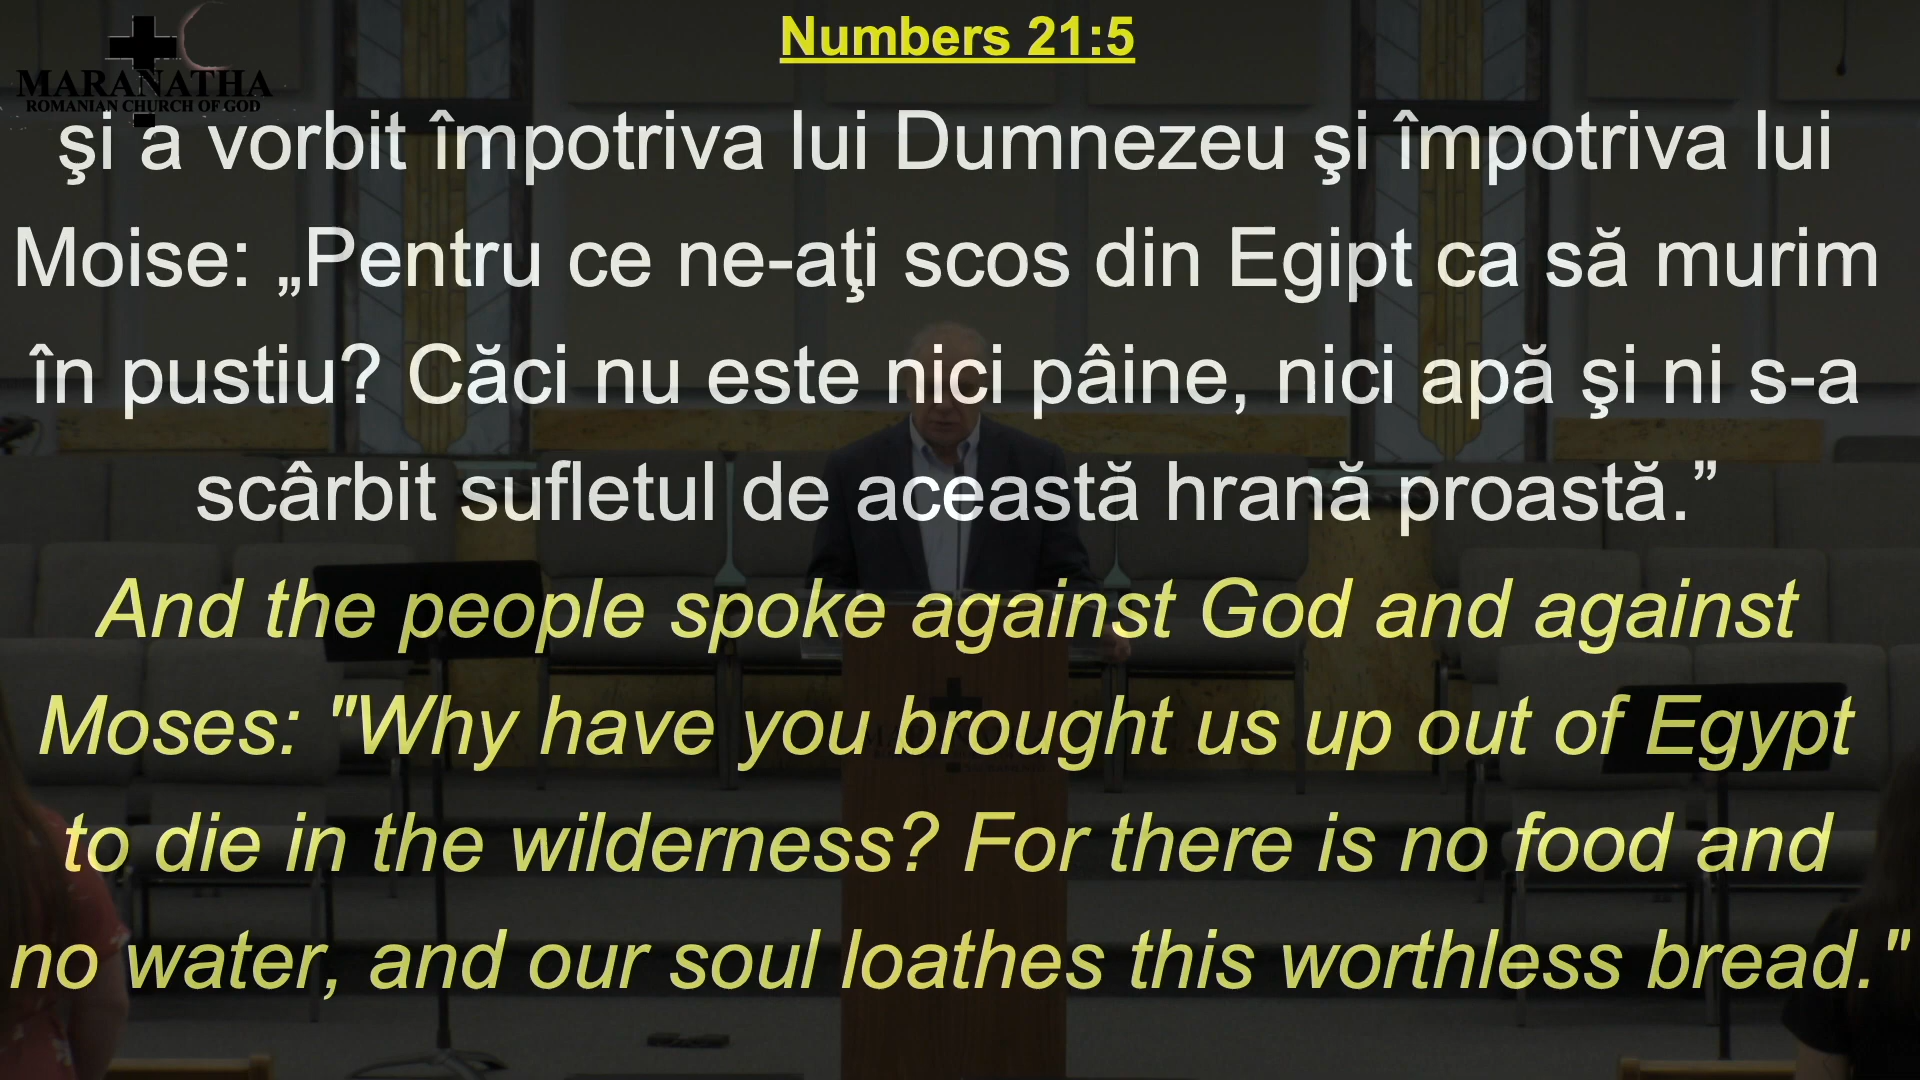 Numbers 21:5
MARANATHA
ROMANIAN CHURCH OF GOD
şi a vorbit împotriva lui Dumnezeu şi împotriva lui
Moise: „Pentru ce ne-aţi scos din Egipt ca să murim
în pustiu? Căci nu este nici pâine, nici apă şi ni s-a
scârbit sufletul de această hrană proastă.”
And the people spoke against God and against
Moses: "Why have you brought us up out of Egypt
to die in the wilderness? For there is no food and
no water, and our soul loathes this worthless bread."